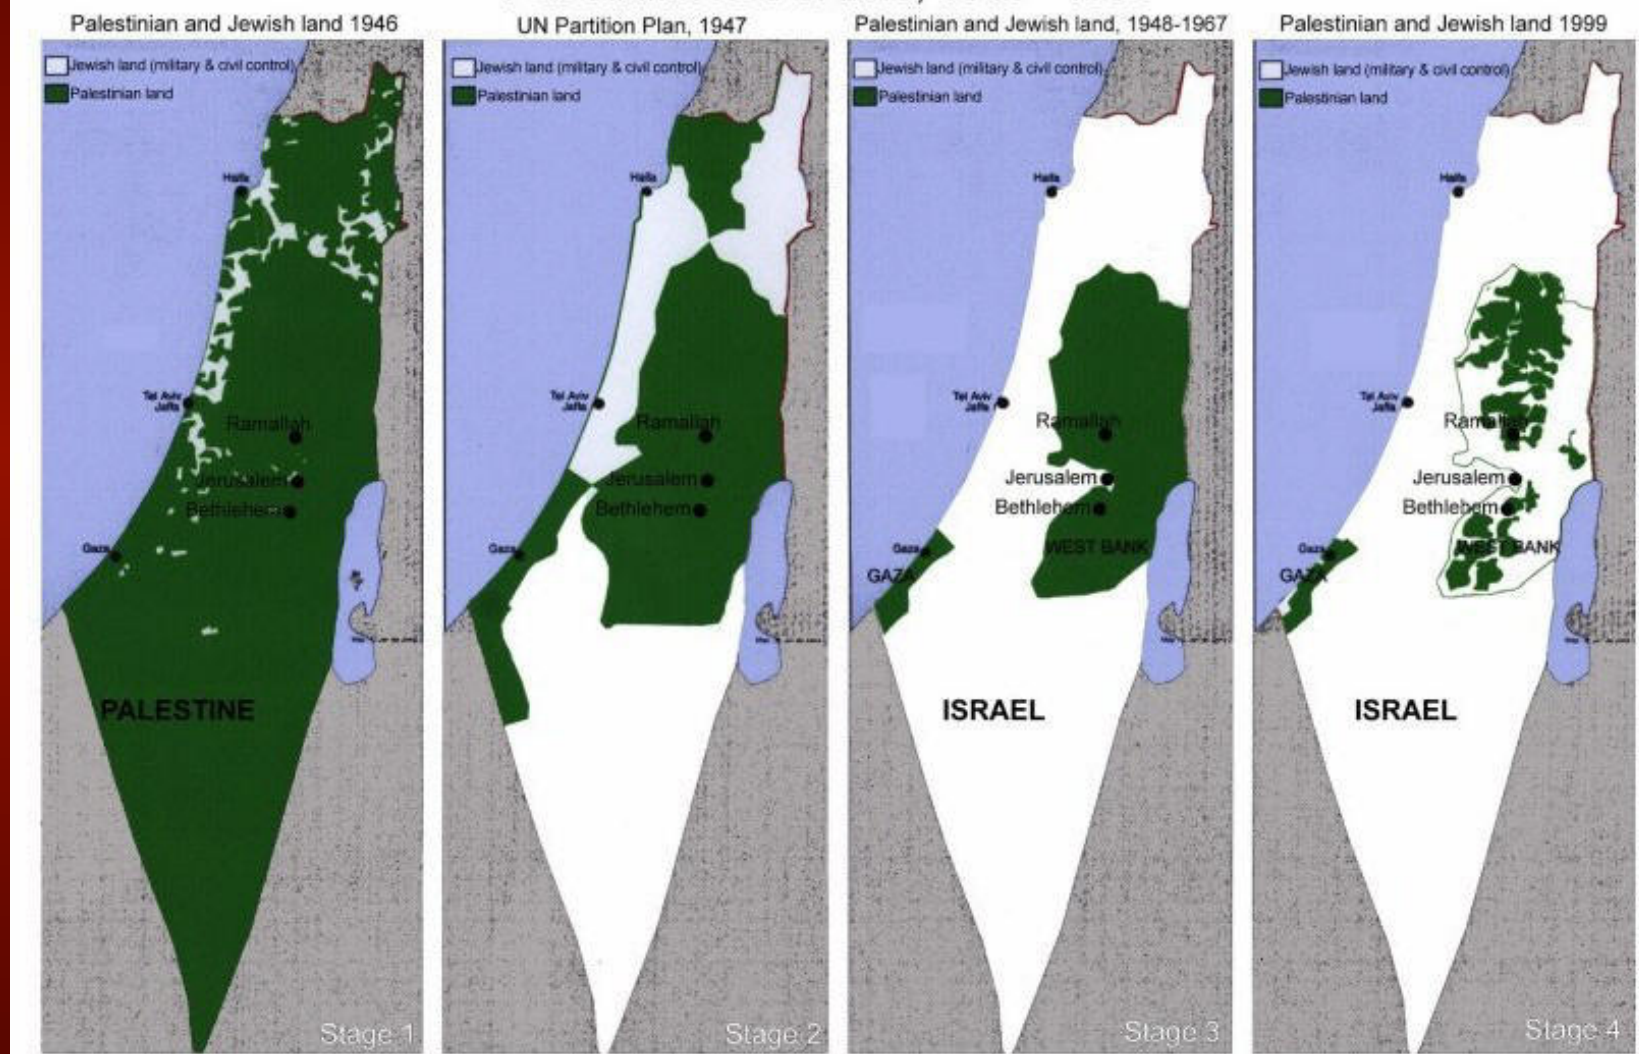 Palestinian and Jewish land 1946
Jewish land (military & civil control)
Palestinian land
Haifa
Tel Aviv
Jaffa
Ramallah
Jerusalem
Bethlehem
Gaza
PALESTINE
Stage 1
UN Partition Plan, 1947
Jewish land (military & civil control)
Palestinian land
Haifa
Tel Aviv
Jaffa
Ramallah
Jerusalem
Bethlehem
Gaza
Stage 2
Palestinian and Jewish land, 1948-1967
Jewish land (military & civil control)
Palestinian land
Haifa
Tel Aviv
Jaffa
Ramallah
Jerusalem
Bethlehem
Gaza
WEST BANK
GAZA
ISRAEL
Stage 3
Palestinian and Jewish land 1999
Jewish land (military & civil control)
Palestinian land
Haifa
Tel Aviv
Jaffa
Ramallah
Jerusalem
Bethlehem
Gaza
WEST BANK
GAZA
ISRAEL
Stage 4